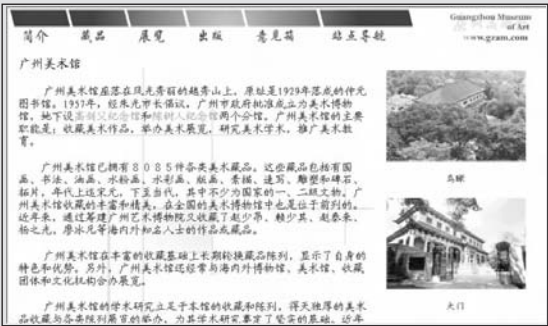 Guangzhou Museum
of Art
www.gzam.com
简介 藏品 展览 出版 意见箱 站点导航
广州美术馆
广州美术馆座落在风光秀丽的越秀山上。原址是1929年落成的仲元
图书馆。1957年，经朱光市长倡议，广州市政府批准成立为美术博物
馆。她下设高剑父纪念馆和陈树人纪念馆两个分馆。广州美术馆的主要
职能是：收藏美术作品，举办美术展览，研究美术学术，推广美术教
育。
广州美术馆已拥有8085件各类美术藏品。这些藏品包括有国
画、书法、油画、水粉画、水彩画、版画、素描、速写、雕塑和碑石、
拓片，年代上迄宋元，下至当代，其中不少为国家的一、二级文物。广
州美术馆收藏的丰富和精美，在全国的美术博物馆中也是位于前列的。
近年来，通过筹建广州艺术博物院又收藏了赵少昂、赖少其、赵泰来、
杨之光、廖冰兄等海内外知名人士的作品或藏品。
广州美术馆在丰富的收藏基础上长期轮换藏品陈列，显示了自身的
特色和优势。另外，广州美术馆还经常与海内外博物馆、美术馆、收藏
团体和文化机构合办展览。
广州美术馆的学术研究立足于本馆的收藏和陈列，得天独厚的美术
品收藏与各类陈列展览的举办，为其学术研究奠定了坚实的基础。近年
鸟瞰
大门